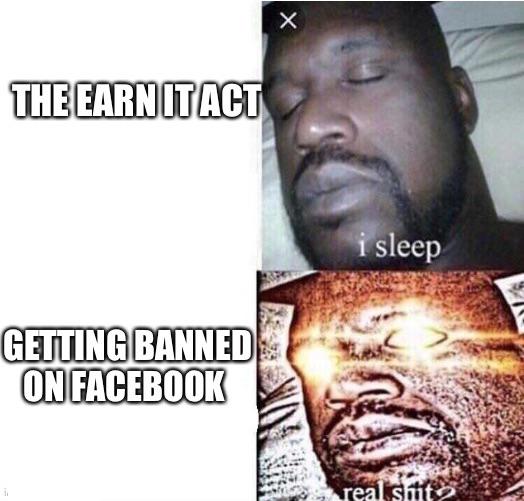 THE EARN IT ACT
i sleep
GETTING BANNED
ON FACEBOOK
real shit?